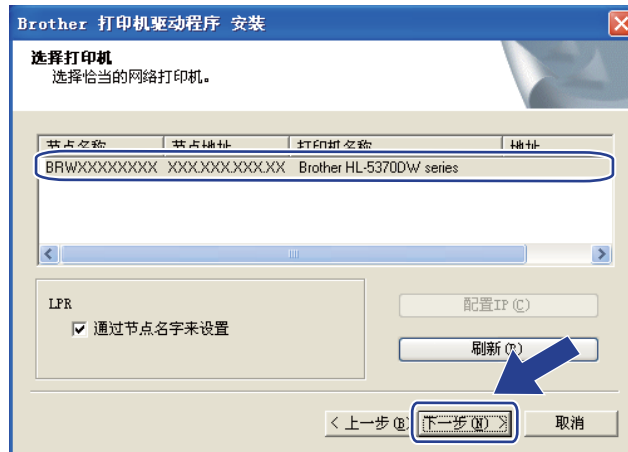 Brother 打印机驱动程序 安装
选择打印机
选择恰当的网络打印机。
节点名称 节点地址 打印机名称 地址
BRWXXXXXXXX XXX.XXX.XXX.XX Brother HL-5370DW series
LPR
通过节点名字来设置
配置IP(C)
刷新(R)
< 上一步(B) 下一步(N) > 取消